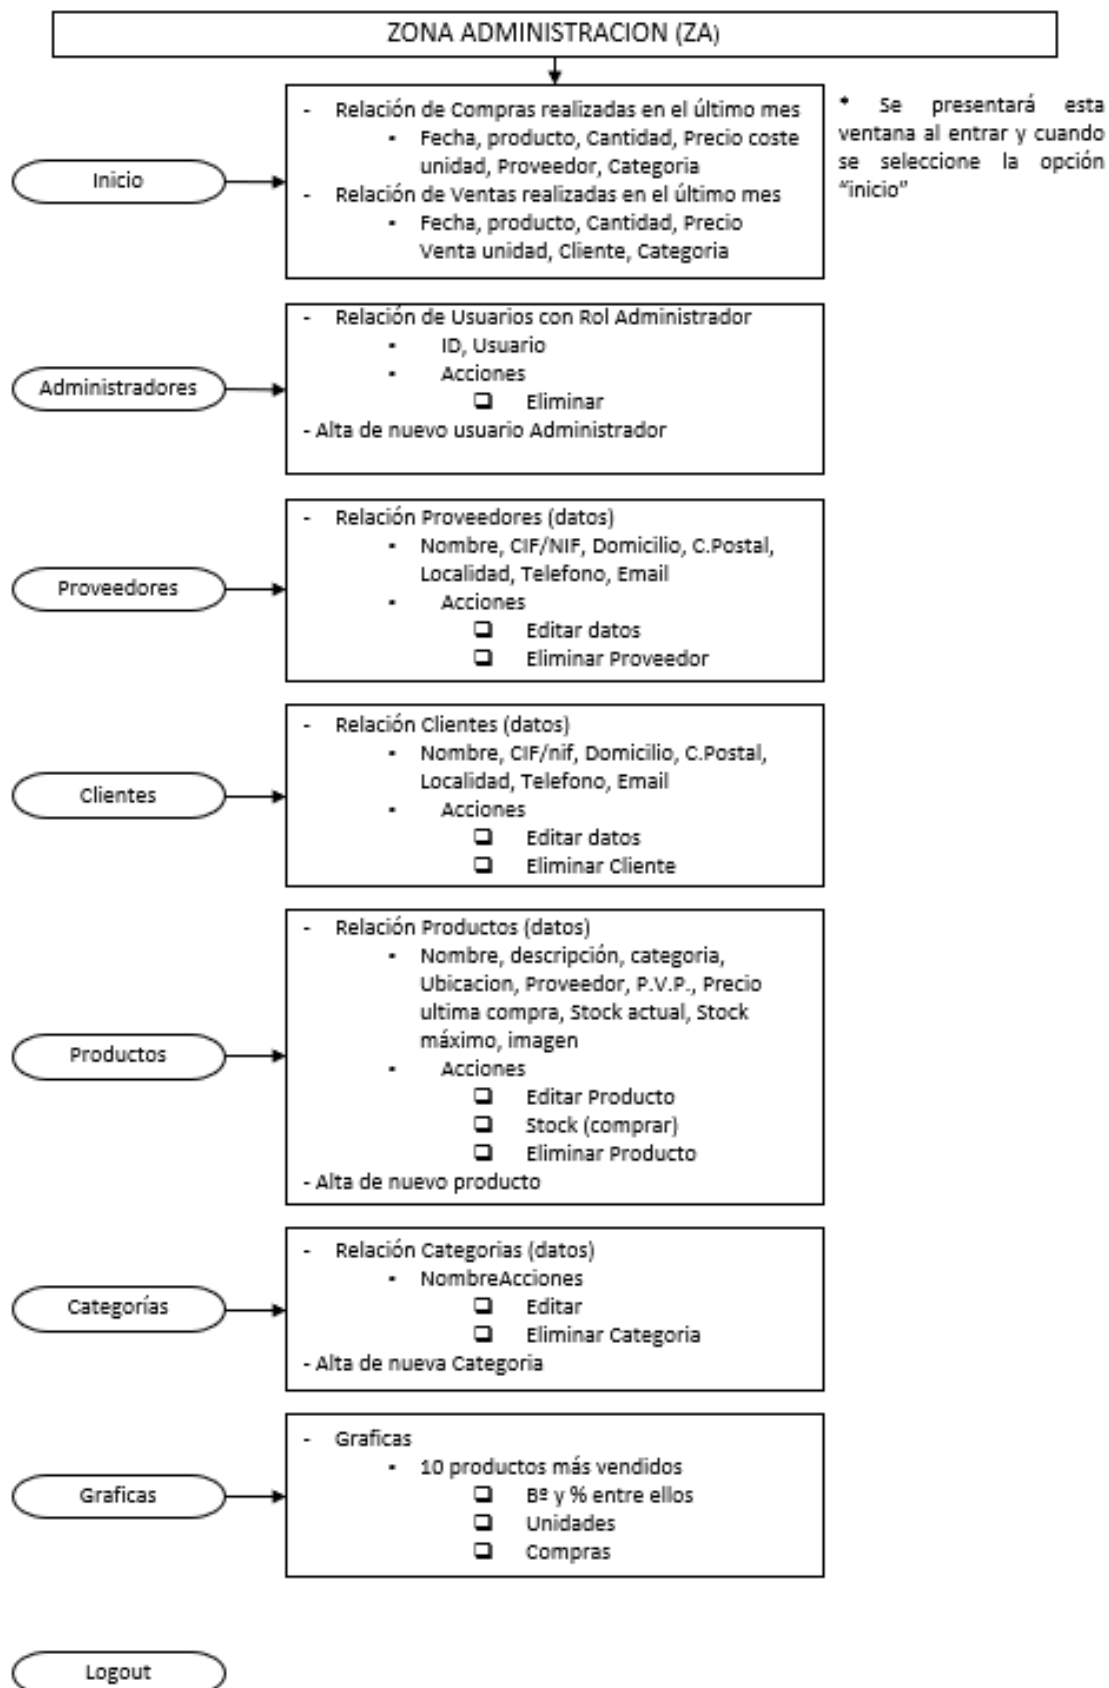 ZONA ADMINISTRACION (ZA)
- Relación de Compras realizadas en el último mes
▪ Fecha, producto, Cantidad, Precio coste
unidad, Proveedor, Categoria
- Relación de Ventas realizadas en el último mes
▪ Fecha, producto, Cantidad, Precio
Venta unidad, Cliente, Categoria
* Se presentará esta
ventana al entrar y cuando
se seleccione la opción
“inicio”
Inicio
- Relación de Usuarios con Rol Administrador
▪ ID, Usuario
▪ Acciones
❑ Eliminar
- Alta de nuevo usuario Administrador
Administradores
- Relación Proveedores (datos)
▪ Nombre, CIF/NIF, Domicilio, C.Postal,
Localidad, Telefono, Email
▪ Acciones
❑ Editar datos
❑ Eliminar Proveedor
Proveedores
- Relación Clientes (datos)
▪ Nombre, CIF/nif, Domicilio, C.Postal,
Localidad, Telefono, Email
▪ Acciones
❑ Editar datos
❑ Eliminar Cliente
Clientes
- Relación Productos (datos)
▪ Nombre, descripción, categoria,
Ubicacion, Proveedor, P.V.P., Precio
ultima compra, Stock actual, Stock
máximo, imagen
▪ Acciones
❑ Editar Producto
❑ Stock (comprar)
❑ Eliminar Producto
- Alta de nuevo producto
Productos
- Relación Categorias (datos)
▪ NombreAcciones
❑ Editar
❑ Eliminar Categoria
- Alta de nueva Categoria
Categorías
- Graficas
▪ 10 productos más vendidos
❑ Bº y % entre ellos
❑ Unidades
❑ Compras
Graficas
Logout